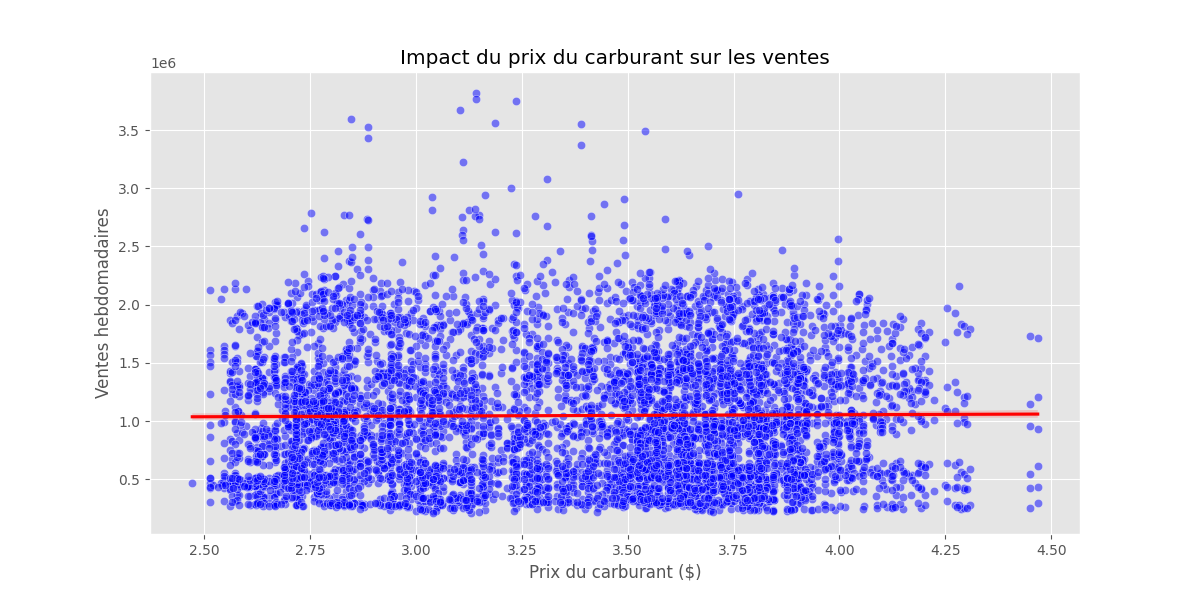 Impact du prix du carburant sur les ventes
1e6
3.5
3.0
2.5
2.0
1.5
1.0
0.5
Ventes hebdomadaires
2.50 2.75 3.00 3.25 3.50 3.75 4.00 4.25 4.50
Prix du carburant ($)